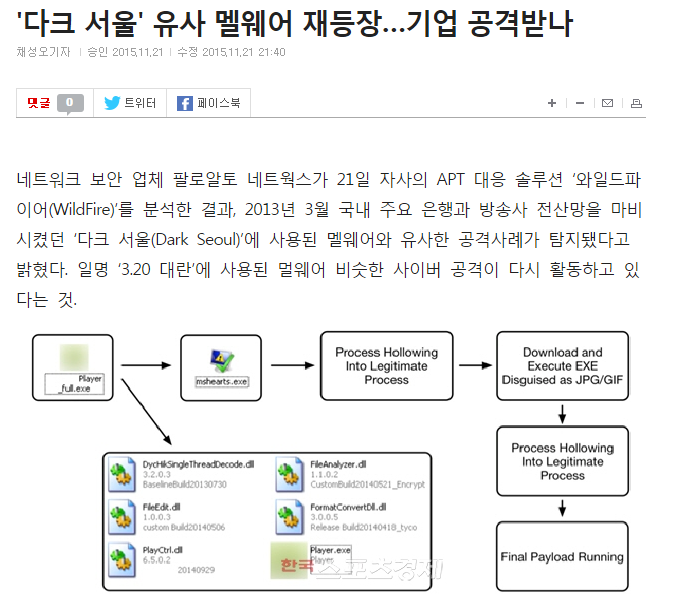 '다크 서울' 유사 멜웨어 재등장...기업 공격받나
채성오기자 | 승인 2015.11.21 | 수정 2015.11.21 21:40
댓글 0 트위터 페이스북
네트워크 보안 업체 팔로알토 네트웍스가 21일 자사의 APT 대응 솔루션 '와일드파
이어(WildFire)'를 분석한 결과, 2013년 3월 국내 주요 은행과 방송사 전산망을 마비
시켰던 '다크 서울(Dark Seoul)'에 사용된 멜웨어와 유사한 공격사례가 탐지됐다고
밝혔다. 일명 '3.20 대란'에 사용된 멀웨어 비슷한 사이버 공격이 다시 활동하고 있
다는 것.
Player
_full.exe
mshearts.exe
Process Hollowing
Into Legitimate
Process
Download and
Execute EXE
Disguised as JPG/GIF
Process Hollowing
Into Legitimate
Process
Final Payload Running
DycHikSingleThreadDecode.dll
3.2.0.3
BaselineBuild20130730
FileAnalyzer.dll
1.1.0.2
CustomBuild20140521_Encrypt
FileEdit.dll
1.0.0.3
custom Build20140506
FormatConvertDll.dll
3.0.0.5
Release Build20140418_tyco
PlayCtrl.dll
6.5.0.2
20140929
Player.exe
Player
한국스포츠경제